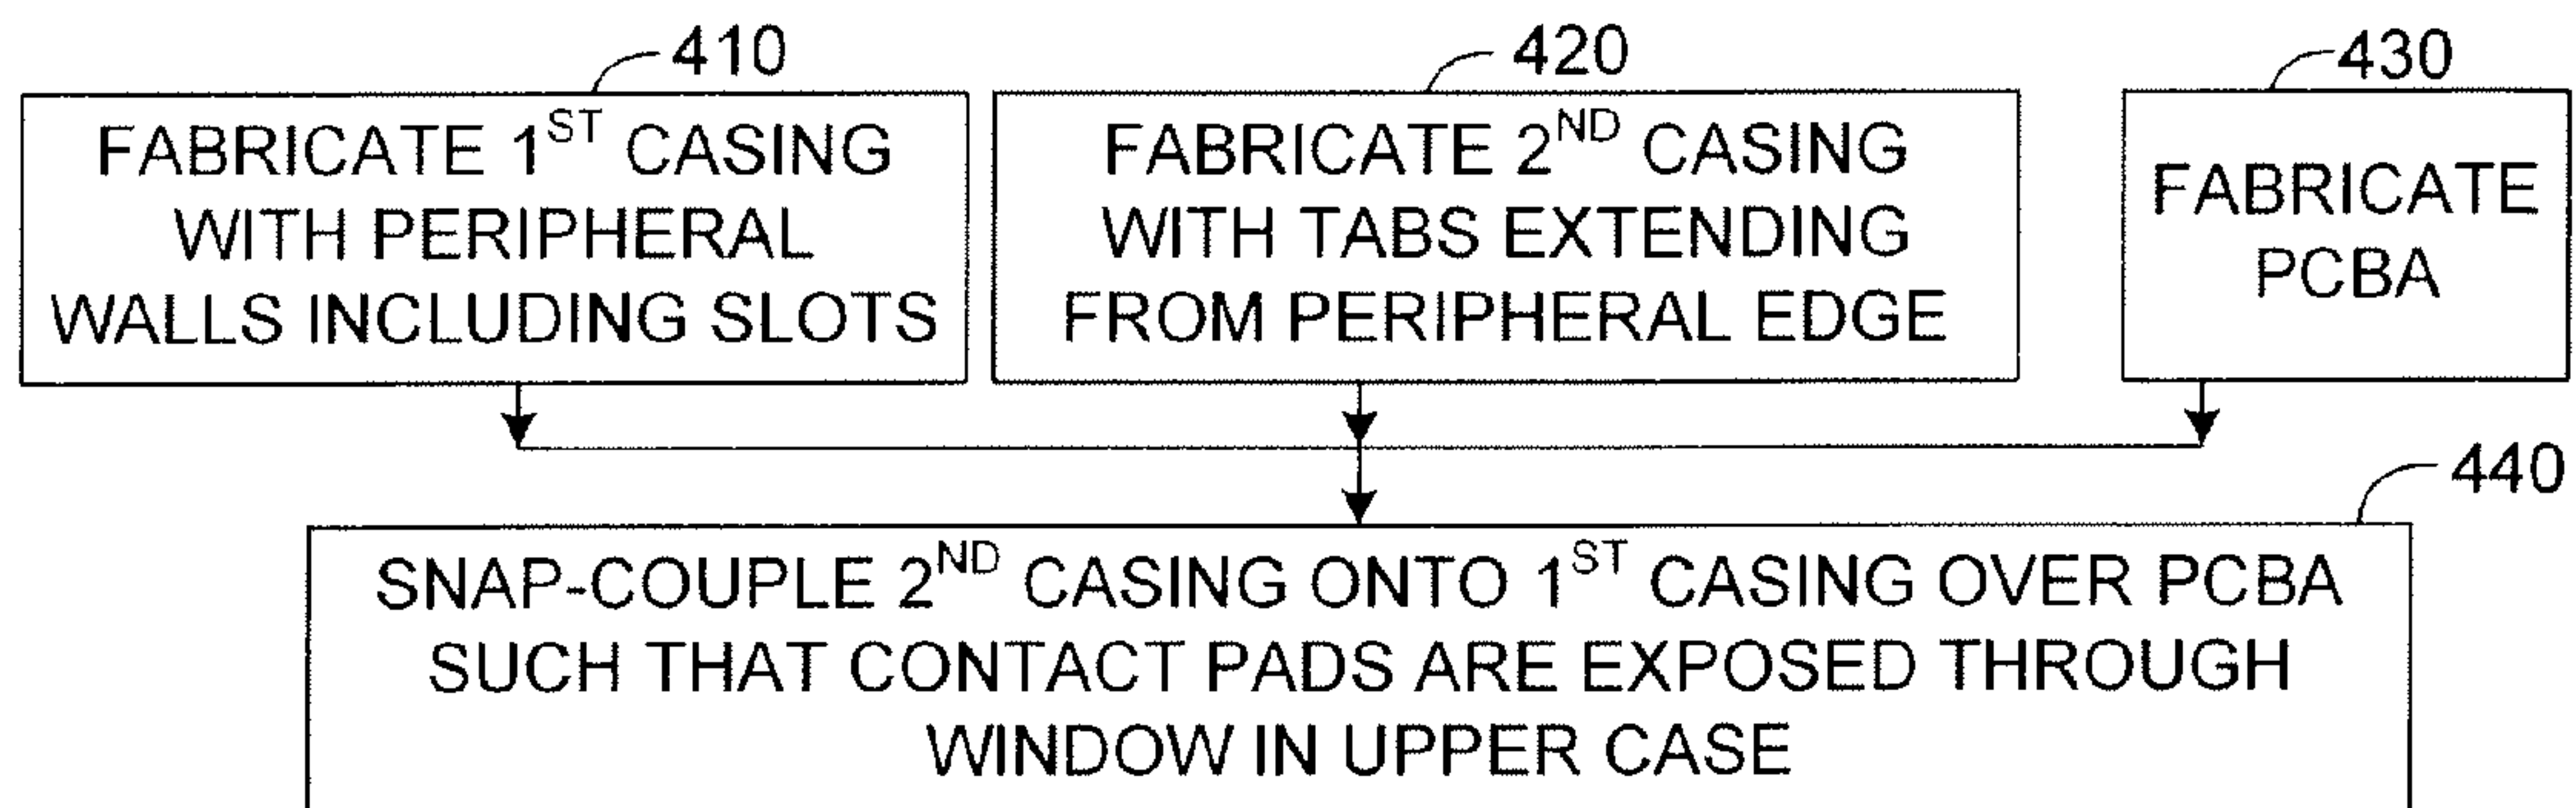 410
FABRICATE 1ST CASING
WITH PERIPHERAL
WALLS INCLUDING SLOTS
420
FABRICATE 2ND CASING
WITH TABS EXTENDING
FROM PERIPHERAL EDGE
430
FABRICATE
PCBA
440
SNAP-COUPLE 2ND CASING ONTO 1ST CASING OVER PCBA
SUCH THAT CONTACT PADS ARE EXPOSED THROUGH
WINDOW IN UPPER CASE